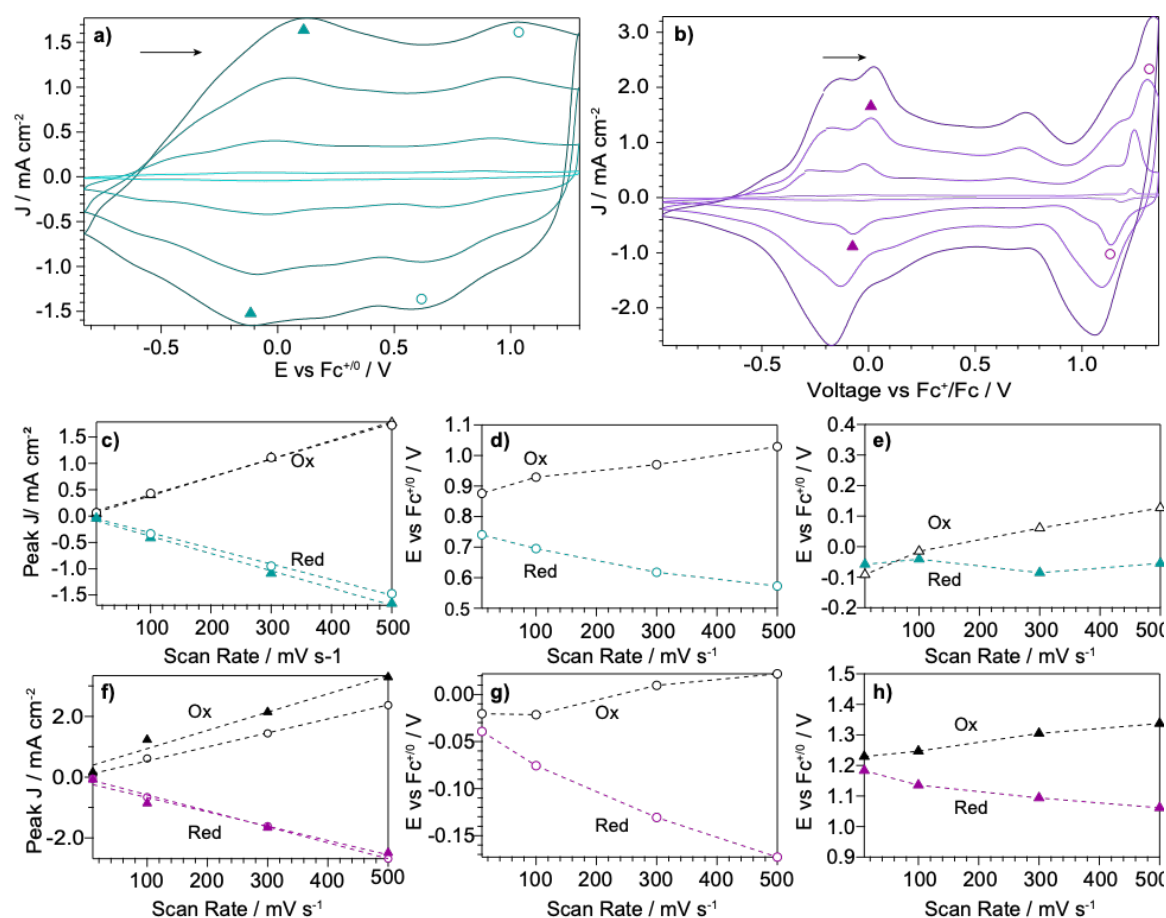 a)
J / mA cm⁻²
1.5
1.0
0.5
0.0
-0.5
-1.0
-1.5
-0.5
0.0
0.5
1.0
E vs Fc⁺ᐟ⁰ / V
b)
J / mA cm⁻²
3.0
2.0
1.0
0.0
-1.0
-2.0
-0.5
0.0
0.5
1.0
Voltage vs Fc⁺/Fc / V
c)
Peak J/ mA cm⁻²
1.5
1.0
0.5
0.0
-0.5
-1.0
-1.5
Ox
Red
100
300
500
Scan Rate / mV s-1
d)
E vs Fc⁺ᐟ⁰ / V
1.1
1.0
0.9
0.8
0.7
0.6
0.5
Ox
Red
100
200
300
400
500
Scan Rate / mV s⁻¹
e)
E vs Fc⁺ᐟ⁰ / V
0.4
0.3
0.2
0.1
0.0
-0.1
-0.2
Ox
Red
100
200
300
400
500
Scan Rate / mV s⁻¹
f)
Peak J / mA cm⁻²
2.0
0.0
-2.0
Ox
Red
100
200
300
400
500
Scan Rate / mV s⁻¹
g)
E vs Fc⁺ᐟ⁰ / V
0.00
-0.05
-0.10
-0.15
Ox
Red
100
200
300
400
500
Scan Rate / mV s⁻¹
h)
E vs Fc⁺ᐟ⁰ / V
1.5
1.4
1.3
1.2
1.1
1.0
0.9
Ox
Red
100
200
300
400
500
Scan Rate / mV s⁻¹